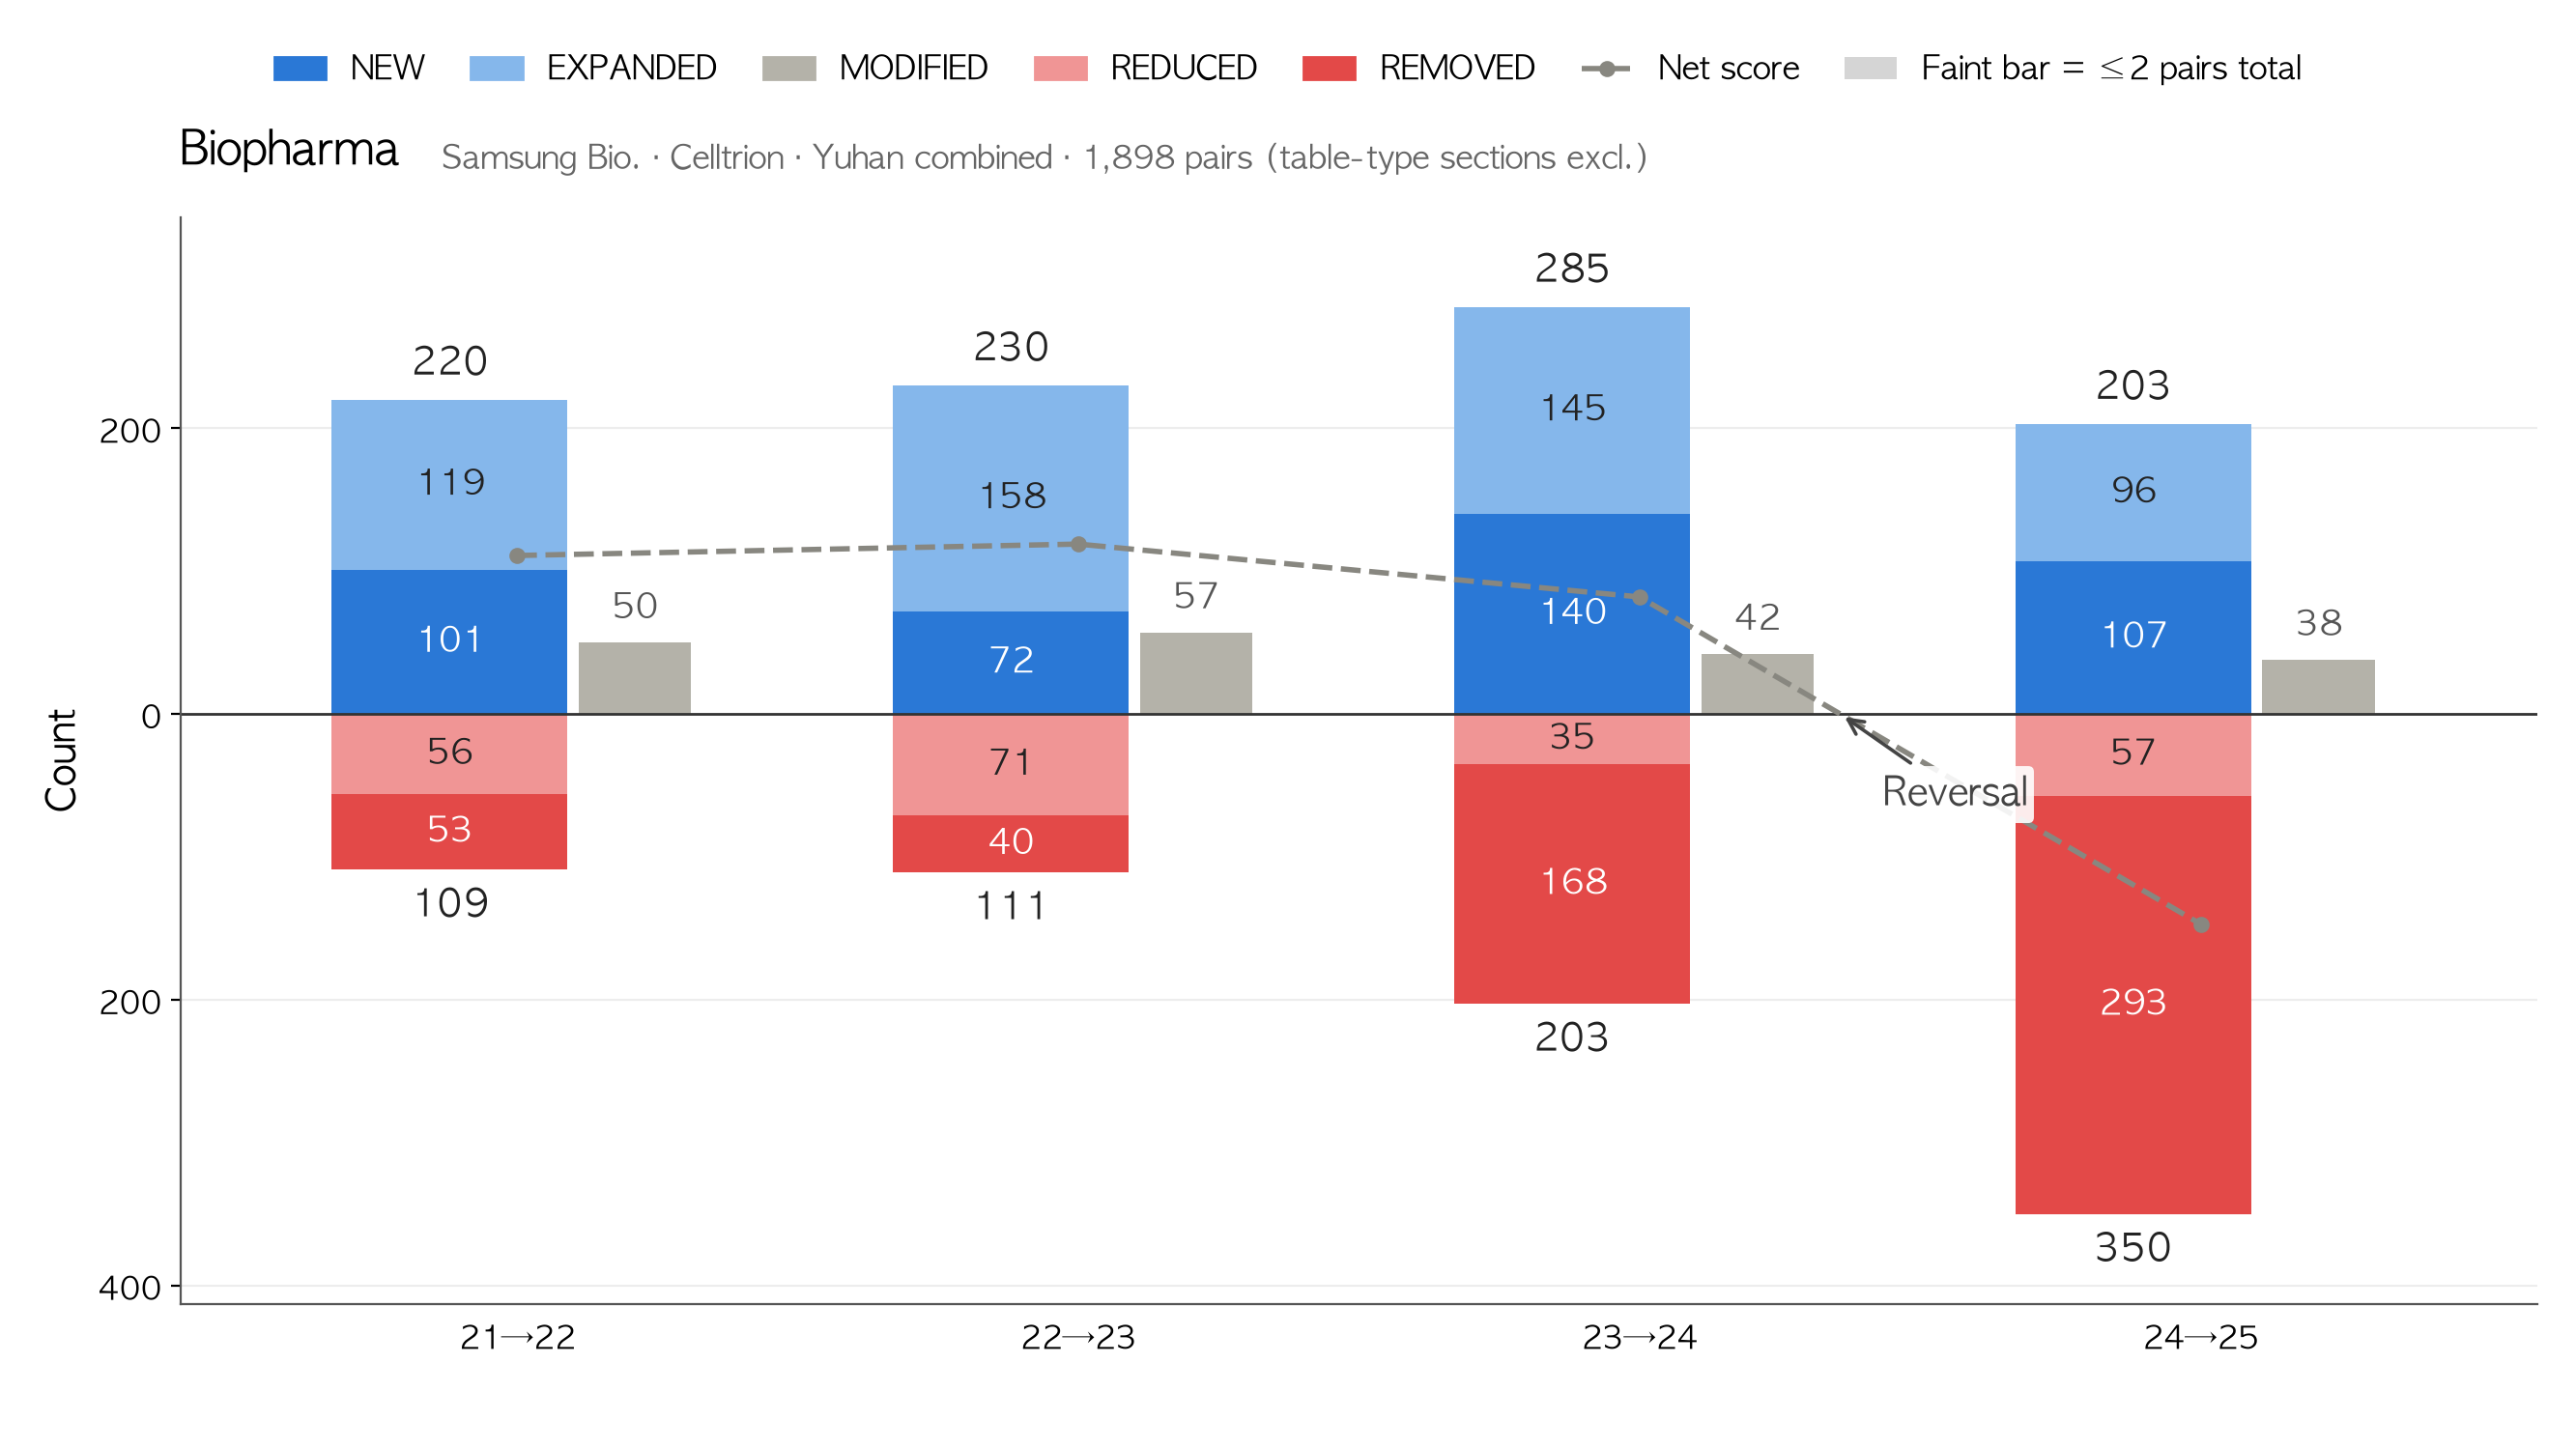 NEW EXPANDED MODIFIED REDUCED REMOVED Net score Faint bar = ≤2 pairs total
Biopharma Samsung Bio. · Celltrion · Yuhan combined · 1,898 pairs (table-type sections excl.)
285
220 230 203
200
119 158 145 96
101 72 140 107
50 57 42 38
0
Count
56 71 35 57
53 40 168 293
Reversal
109 111 203 350
200
400
21→22 22→23 23→24 24→25